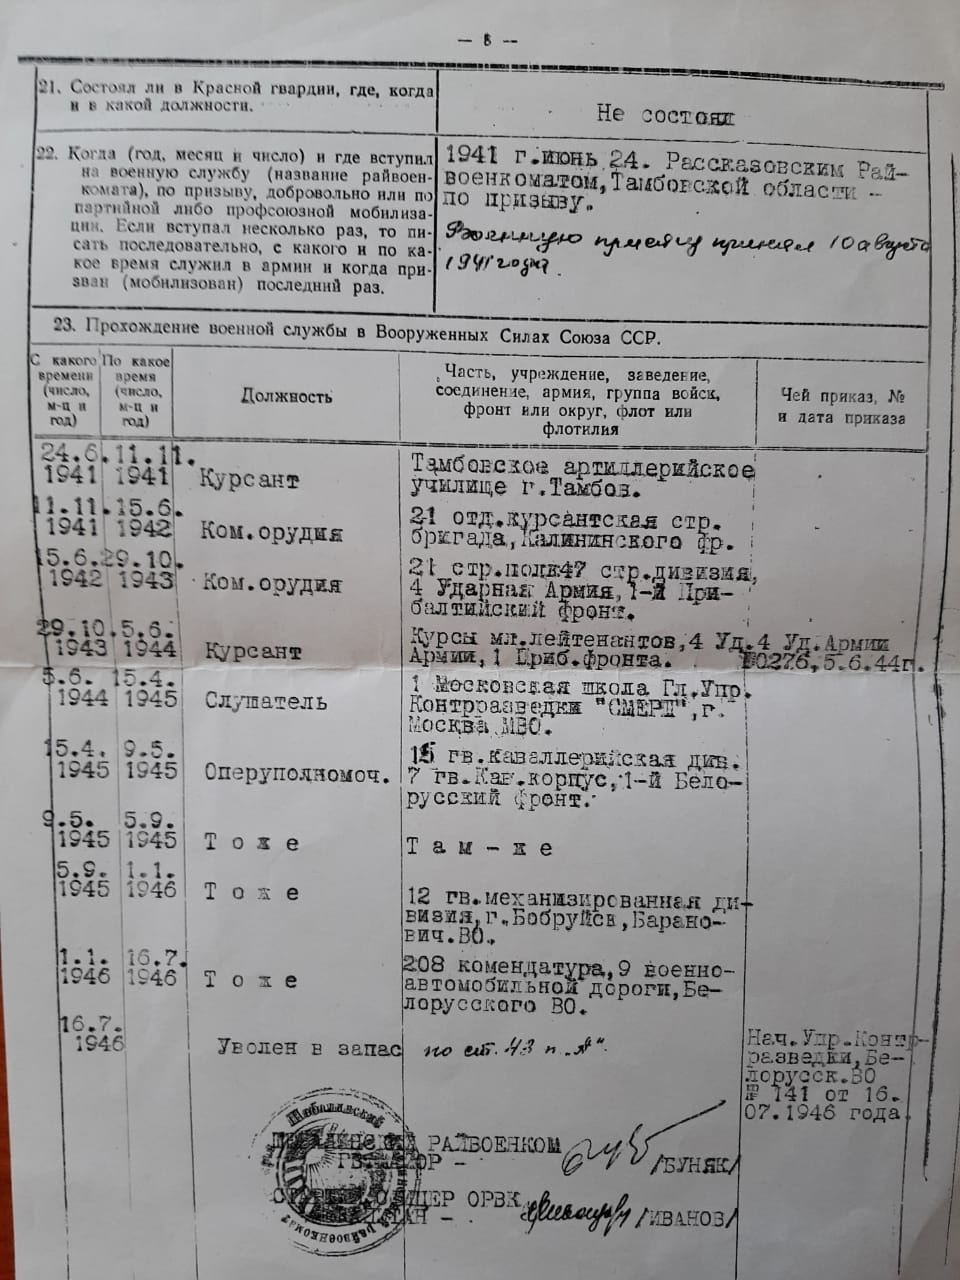 21. Состоял ли в Красной гвардии, где, когда
и в какой должности.
Не состоял
22. Когда (год, месяц и число) и где вступил
на военную службу (название райвоен-
комата), по призыву, добровольно или по
партийной либо профсоюзной мобилиза-
ции. Если вступал несколько раз, то пи-
сать последовательно, с какого и по ка-
кое время служил в армии и когда при-
зван (мобилизован) последний раз.
1941 г.июнь 24. Рассказовским Рай-
военкоматом,Тамбовской области -
по призыву.
Военную присягу принял 10 августа
1941 года.
23. Прохождение военной службы в Вооруженных Силах Союза ССР.
С какого времени (число, м-ц и год)
По какое время (число, м-ц и год)
Должность
Часть, учреждение, заведение,
соединение, армия, группа войск,
фронт или округ, флот или
флотилия
Чей приказ, №
и дата приказа
24.6. 11.11.
1941 1941 Курсант
Тамбовское артиллерийское
училище г.Тамбов.
11.11. 15.6.
1941 1942 Ком.орудия
21 отд.курсантская стр.
бригада,Калининского фр.
15.6. 29.10.
1942 1943 Ком.орудия
21 стр.полк47 стр.дивизия,
4 Ударная Армия,1-й При-
балтийский фронт.
29.10. 5.6.
1943 1944 Курсант
Курсы мл.лейтенантов,4 Уд.
Армии,1 Приб.фронта.
4 Уд.Армии
№0276,5.6.44г.
5.6. 15.4.
1944 1945 Слушатель
1 Московская школа Гл.Упр.
Контрразведки "СМЕРШ",г.
Москва МВО.
15.4. 9.5.
1945 1945 Оперуполномоч.
15 гв.каваллерийская див.
7 гв.Кав.корпус,1-й Бело-
русский фронт.
9.5. 5.9.
1945 1945 Т о ж е Т а м - ж е
5.9. 1.1.
1945 1946 Т о ж е
12 гв.механизированная ди-
визия,г.Бобруйск,Барано-
вич.ВО.
1.1. 16.7.
1946 1946 Т о ж е
208 комендатура,9 военно-
автомобильной дороги,Бе-
лорусского ВО.
16.7.
1946 Уволен в запас по ст. 43 п. „А“.
Нач.Упр.Контр-
разведки,Бе-
лорусск.ВО
№ 141 от 16.
07.1946 года
РАЙВОЕНКОМ
/БУНЯК/
ОФИЦЕР ОРВК
/ИВАНОВ/